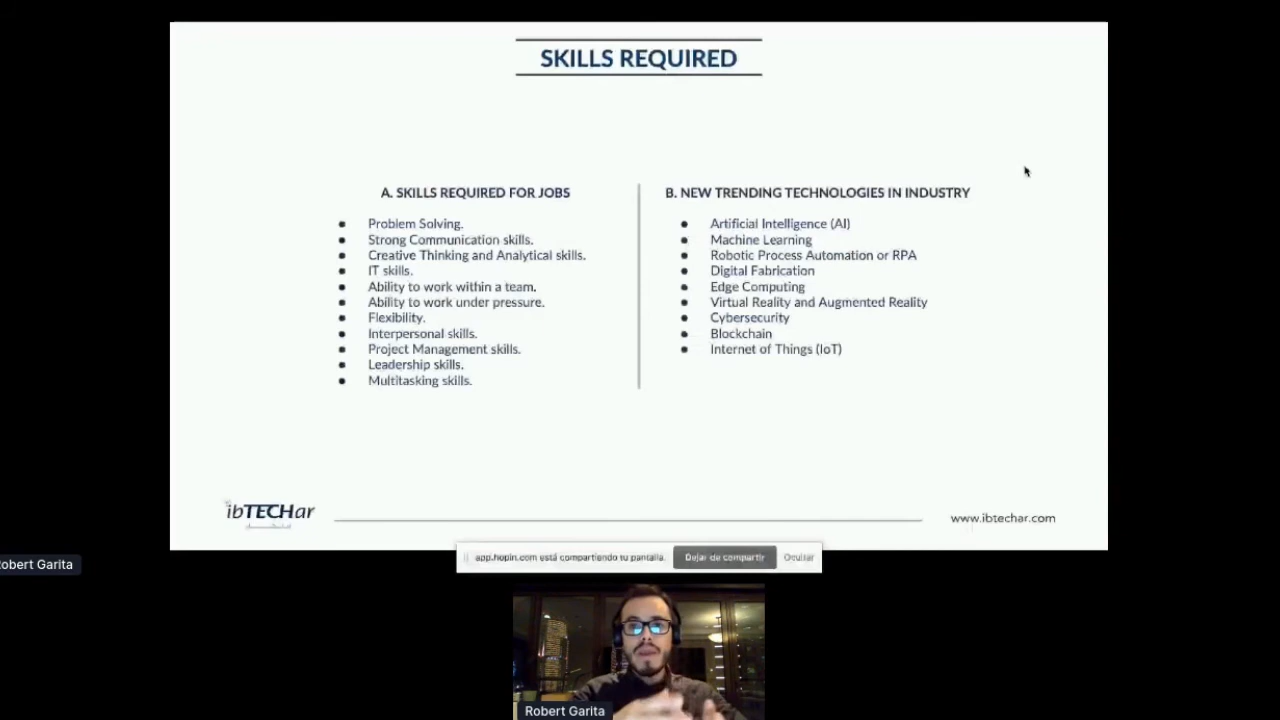 SKILLS REQUIRED
A. SKILLS REQUIRED FOR JOBS
Problem Solving.
Strong Communication skills.
Creative Thinking and Analytical skills.
IT skills.
Ability to work within a team.
Ability to work under pressure.
Flexibility.
Interpersonal skills.
Project Management skills.
Leadership skills.
Multitasking skills.
B. NEW TRENDING TECHNOLOGIES IN INDUSTRY
Artificial Intelligence (AI)
Machine Learning
Robotic Process Automation or RPA
Digital Fabrication
Edge Computing
Virtual Reality and Augmented Reality
Cybersecurity
Blockchain
Internet of Things (IoT)
ibTECHar
www.ibtechar.com
app.hopin.com está compartiendo tu pantalla.
Dejar de compartir
Ocultar
obert Garita
Robert Garita